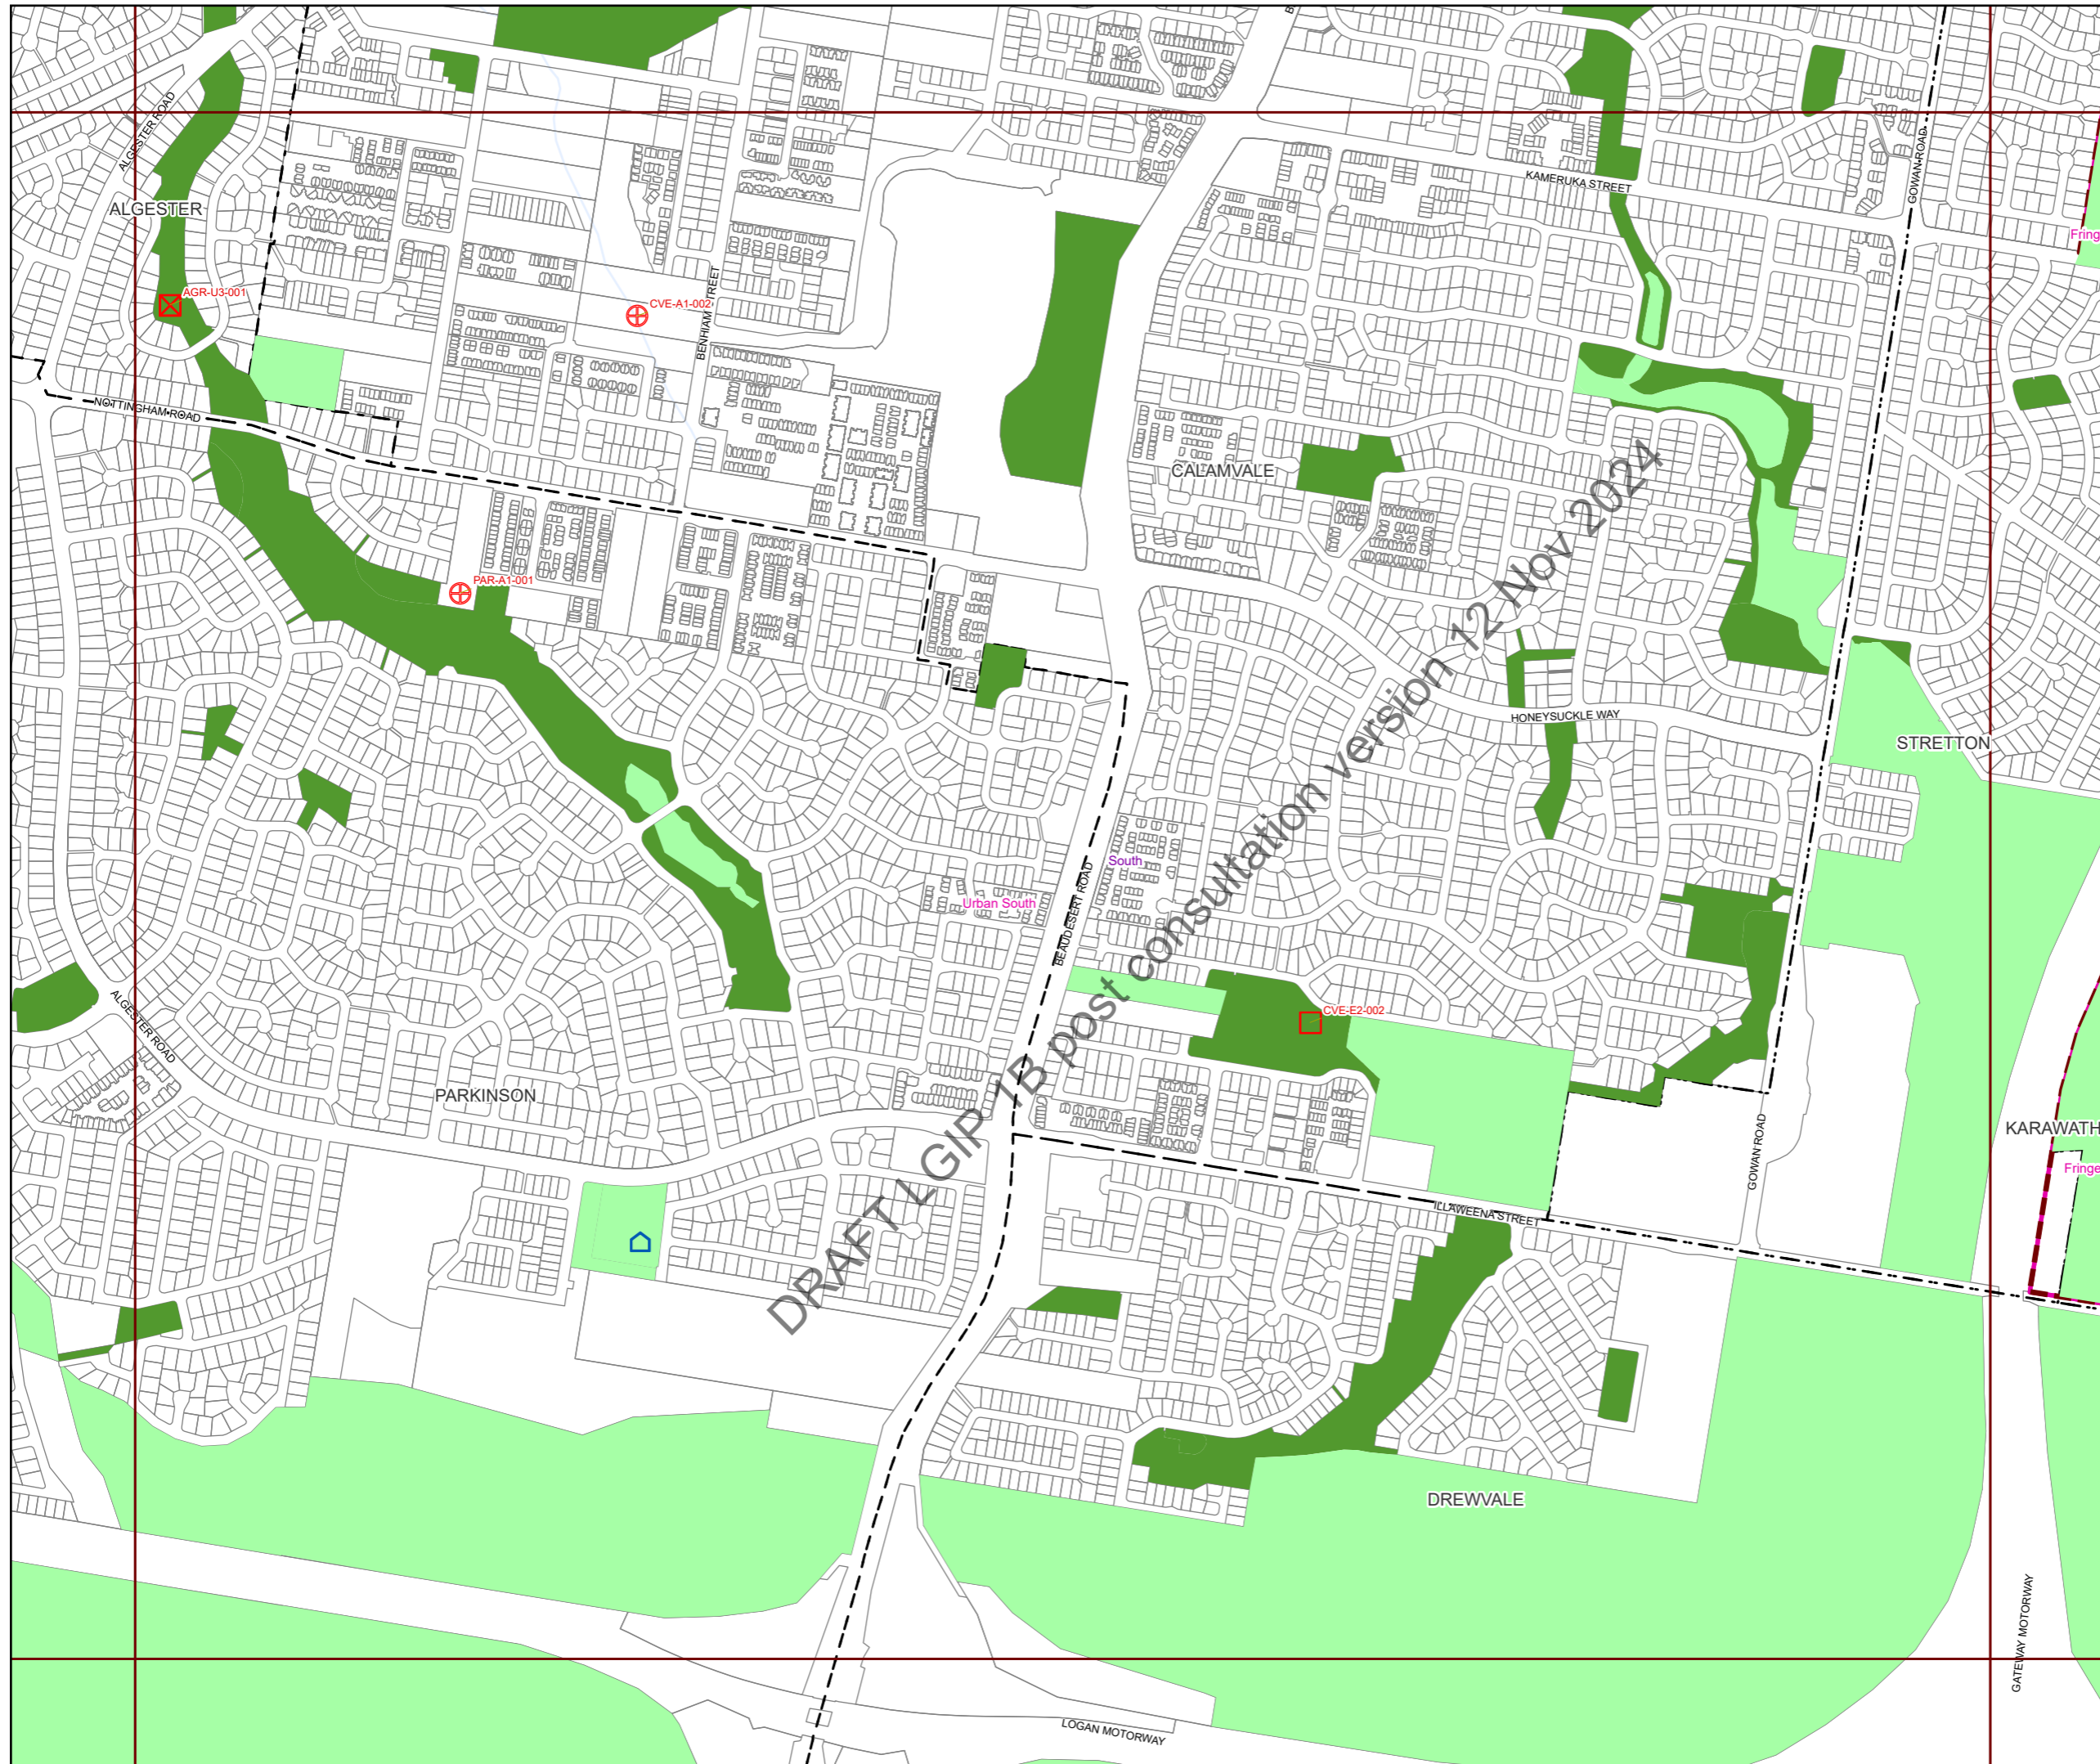 B
ALGESTER ROAD
GOWAN ROAD
KAMERUKA STREET
ALGESTER
Fring
AGR-U3-001
CVE-A1-002
BENHIAM STREET
NOTTINGHAM ROAD
CALAMVALE
PAR-A1-001
HONEYSUCKLE WAY
STRETTON
South
Urban South
BEAUDESERT ROAD
DRAFT LGIP 1B post consultation version 12 Nov 2024
ALGESTER ROAD
CVE-E2-002
PARKINSON
GOWAN ROAD
KARAWATH
Fringe
ILLAWEENA STREET
DREWVALE
GATEWAY MOTORWAY
LOGAN MOTORWAY